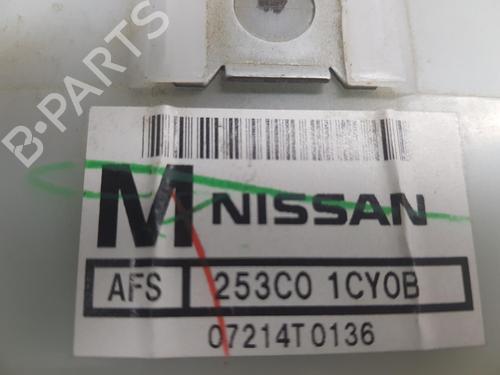 B-PARTS
M NISSAN
AFS 253C0 1CY0B
07214T0136